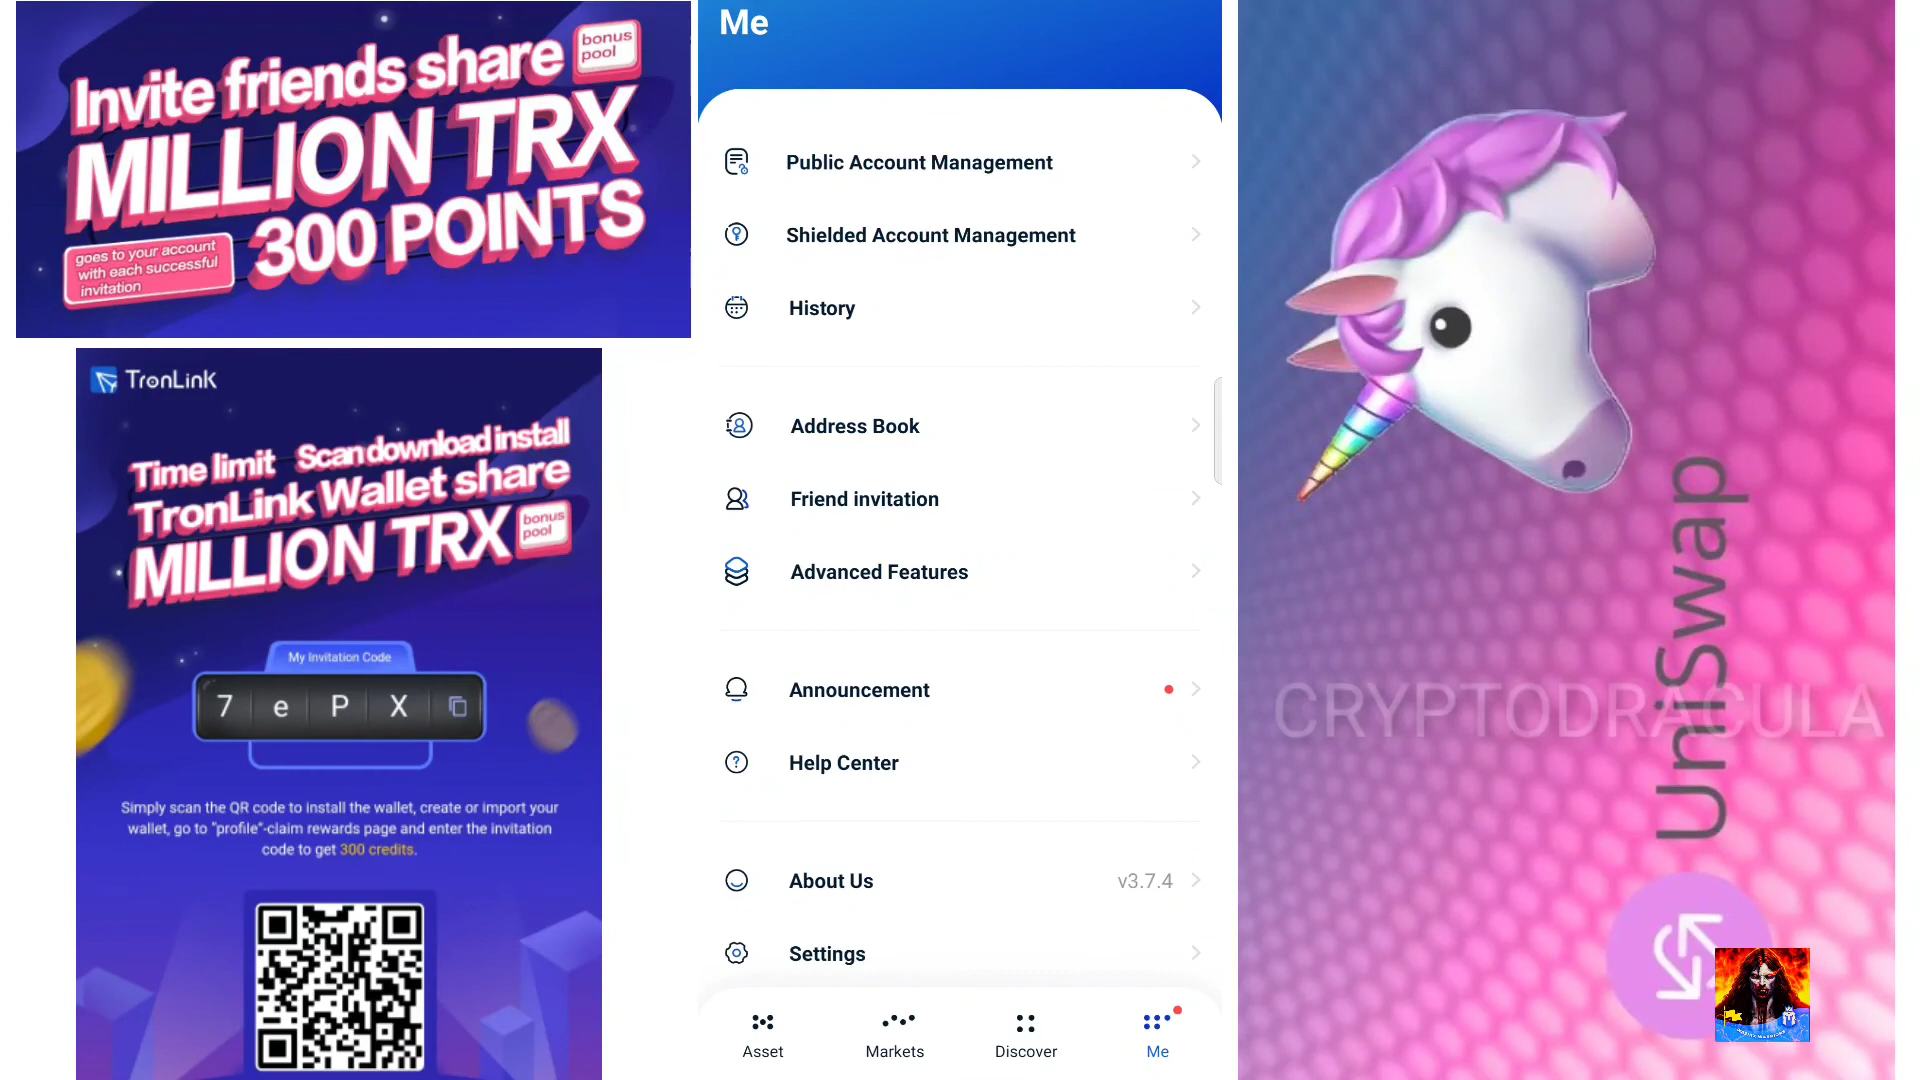 Invite friends share
bonus
pool
MILLION TRX
300 POINTS
goes to your account
with each successful
invitation
TronLink
Time limit Scan download install
TronLink Wallet share
MILLION TRX
bonus
pool
My Invitation Code
7 e P X
Simply scan the QR code to install the wallet, create or import your
wallet, go to "profile"-claim rewards page and enter the invitation
code to get 300 credits.
Me
Public Account Management
Shielded Account Management
History
Address Book
Friend invitation
Advanced Features
Announcement
Help Center
About Us v3.7.4
Settings
Asset
Markets
Discover
Me
UniSwap
CRYPTODRACULA